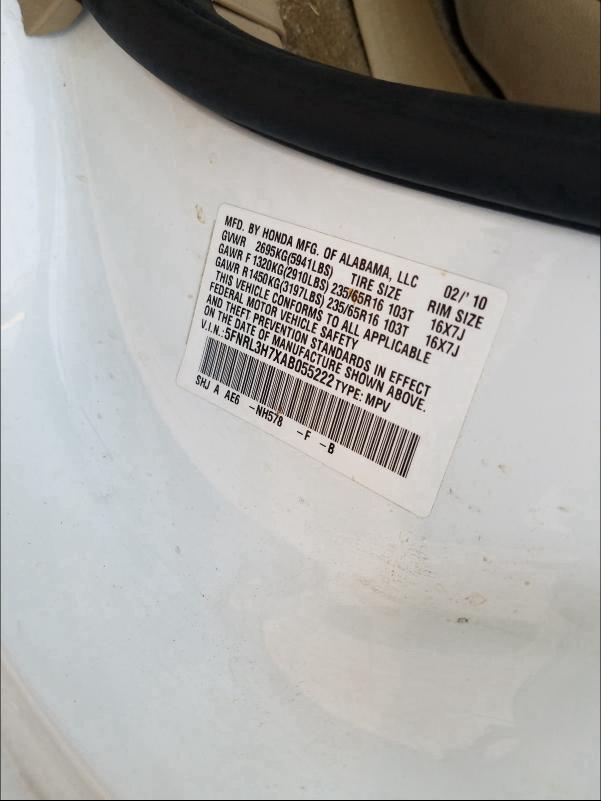 MFD. BY HONDA MFG. OF ALABAMA, LLC 02/'10
GVWR 2695KG(5941LBS) TIRE SIZE RIM SIZE
GAWR F 1320KG(2910LBS) 235/65R16 103T 16X7J
GAWR R1450KG(3197LBS) 235/65R16 103T 16X7J
THIS VEHICLE CONFORMS TO ALL APPLICABLE
FEDERAL MOTOR VEHICLE SAFETY
AND THEFT PREVENTION STANDARDS IN EFFECT
ON THE DATE OF MANUFACTURE SHOWN ABOVE.
V.I.N.:5FNRL3H7XAB055222 TYPE: MPV
SHJ A AE6 -NH578 -F -B